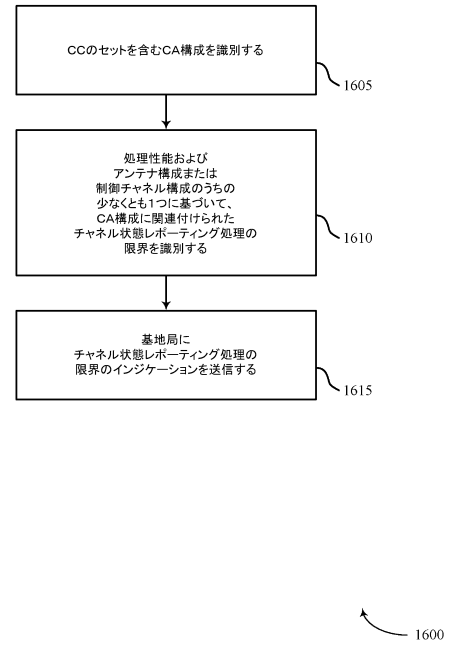 CCのセットを含むCA構成を識別する
1605
処理性能および
アンテナ構成または
制御チャネル構成のうちの
少なくとも1つに基づいて、
CA構成に関連付けられた
チャネル状態レポーティング処理の
限界を識別する
1610
基地局に
チャネル状態レポーティング処理の
限界のインジケーションを送信する
1615
1600